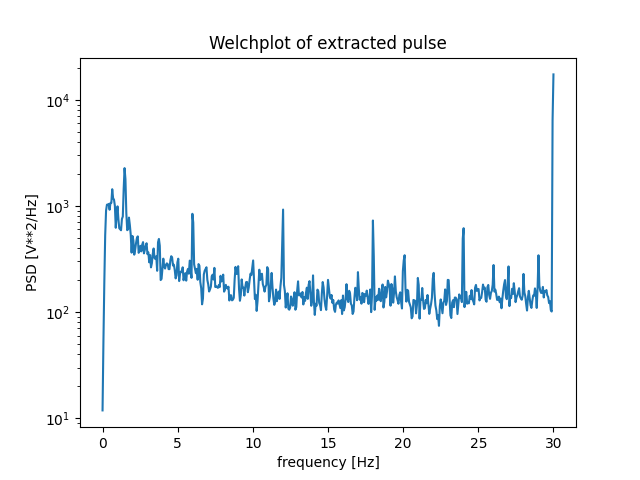 Welchplot of extracted pulse
10^4
10^3
10^2
10^1
PSD [V**2/Hz]
0 5 10 15 20 25 30
frequency [Hz]